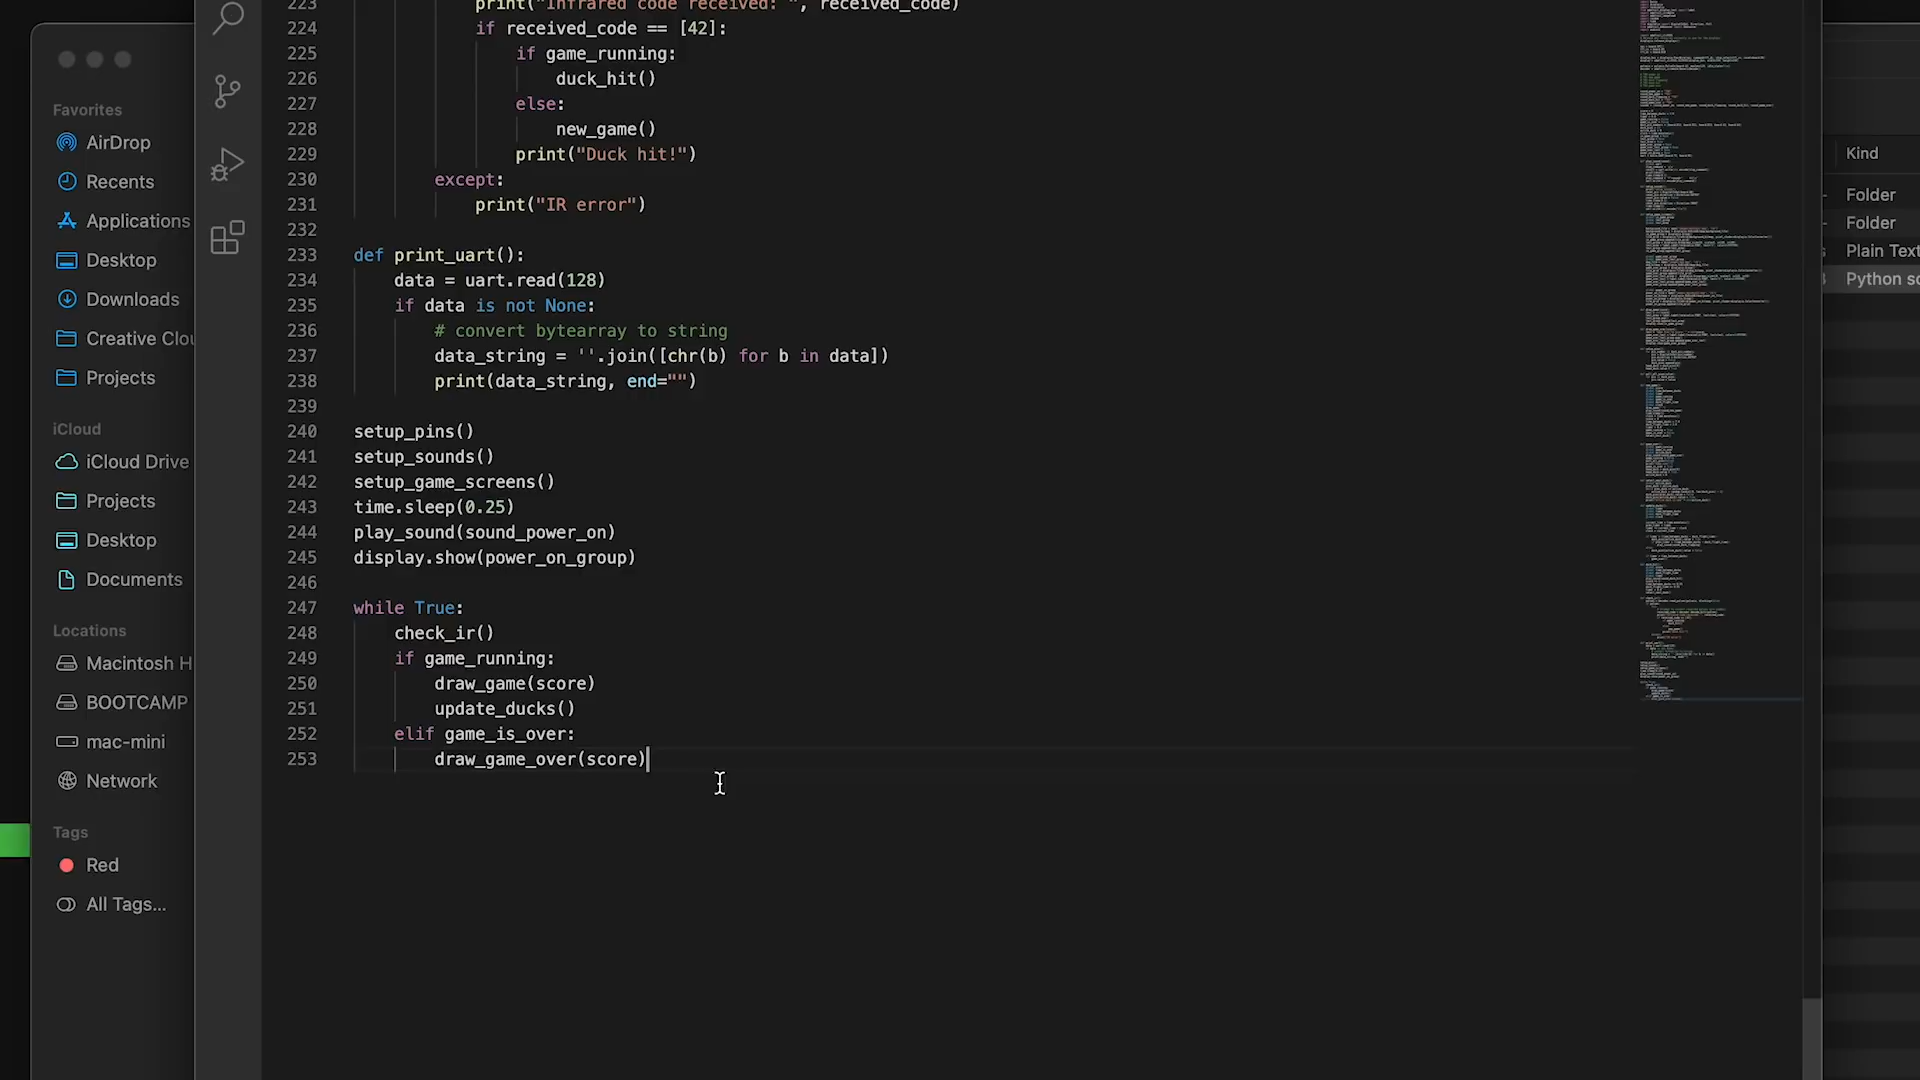 Favorites
AirDrop
Recents
Applications
Desktop
Downloads
Creative Clou
Projects
iCloud
iCloud Drive
Projects
Desktop
Documents
Locations
Macintosh H
BOOTCAMP
mac-mini
Network
Tags
Red
All Tags...
223 print("Infrared code received: ", received_code)
224 if received_code == [42]:
225 if game_running:
226 duck_hit()
227 else:
228 new_game()
229 print("Duck hit!")
230 except:
231 print("IR error")
232
233 def print_uart():
234 data = uart.read(128)
235 if data is not None:
236 # convert bytearray to string
237 data_string = ''.join([chr(b) for b in data])
238 print(data_string, end="")
239
240 setup_pins()
241 setup_sounds()
242 setup_game_screens()
243 time.sleep(0.25)
244 play_sound(sound_power_on)
245 display.show(power_on_group)
246
247 while True:
248 check_ir()
249 if game_running:
250 draw_game(score)
251 update_ducks()
252 elif game_is_over:
253 draw_game_over(score)
Kind
Folder
Folder
Plain Text
Python sc